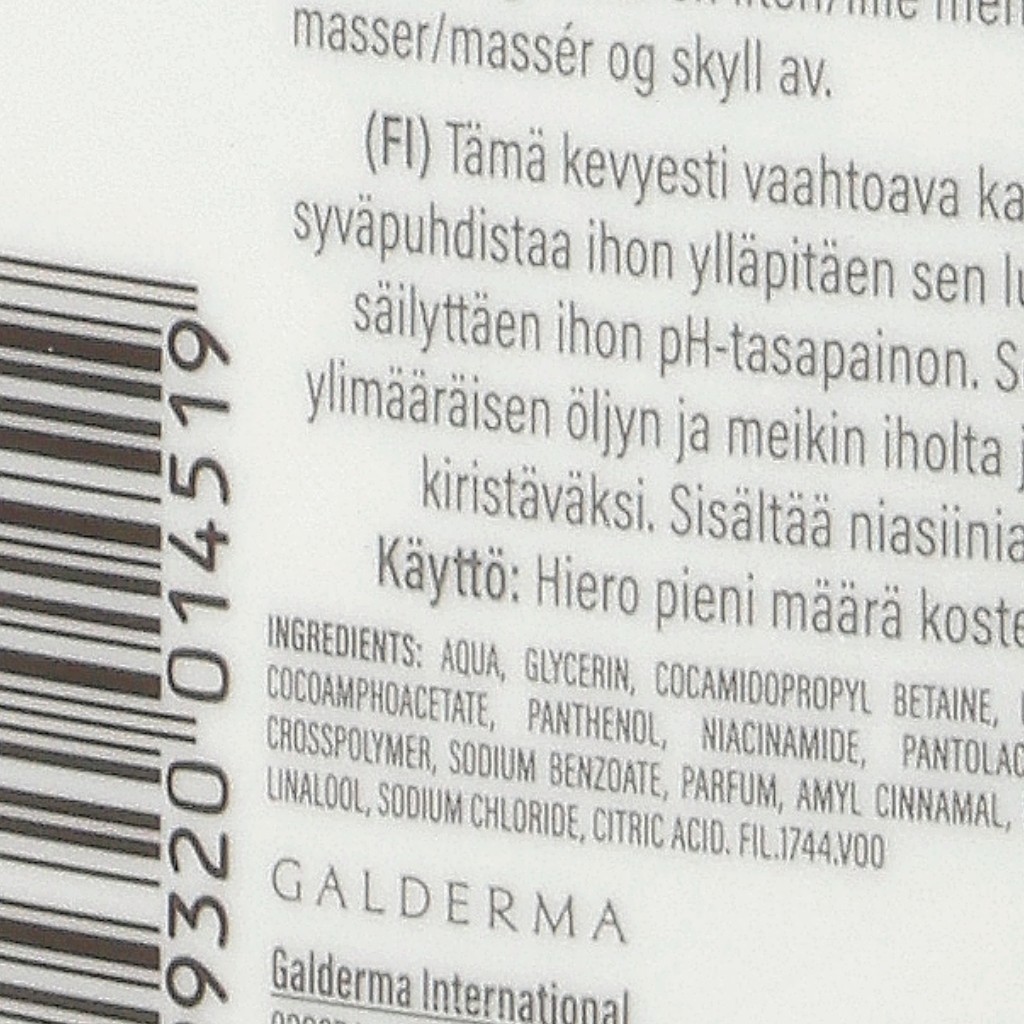 masser/massér og skyll av.
(FI) Tämä kevyesti vaahtoava
syväpuhdistaa ihon ylläpitäen sen
säilyttäen ihon pH-tasapainon.
ylimääräisen öljyn ja meikin iholta
kiristäväksi. Sisältää niasiinia
Käyttö: Hiero pieni määrä koste
INGREDIENTS: AQUA, GLYCERIN, COCAMIDOPROPYL BETAINE,
COCOAMPHOACETATE, PANTHENOL, NIACINAMIDE, PANTOLAC
CROSSPOLYMER, SODIUM BENZOATE, PARFUM, AMYL CINNAMAL,
LINALOOL, SODIUM CHLORIDE, CITRIC ACID. FIL.1744.V00
GALDERMA
Galderma International
9320 014519